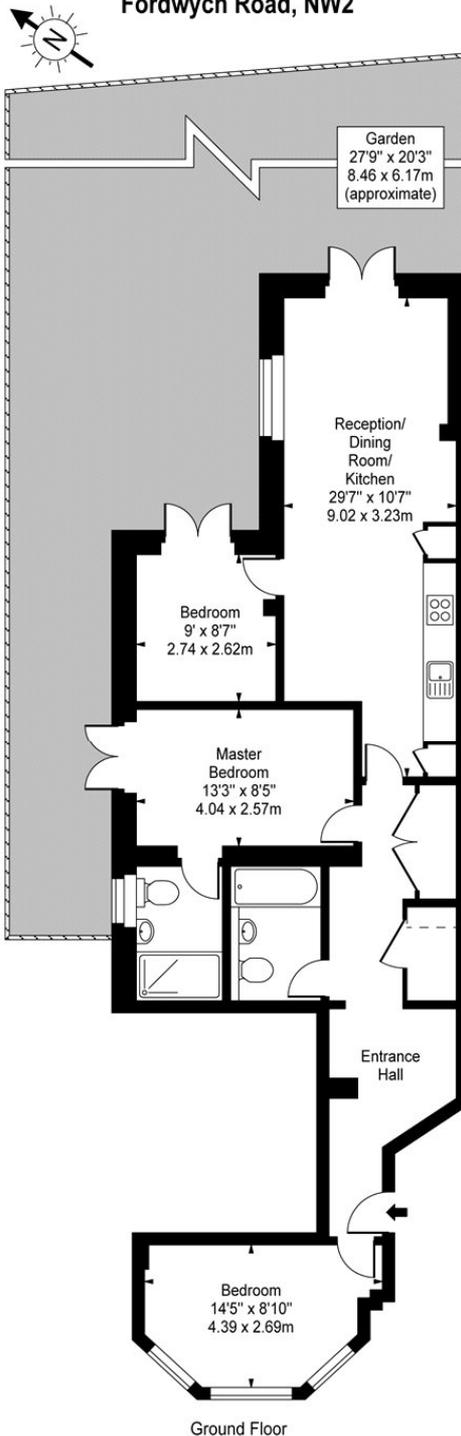 Fordwych Road, NW2
N
Garden
27'9" x 20'3"
8.46 x 6.17m
(approximate)
Reception/
Dining
Room/
Kitchen
29'7" x 10'7"
9.02 x 3.23m
Bedroom
9' x 8'7"
2.74 x 2.62m
Master
Bedroom
13'3" x 8'5"
4.04 x 2.57m
Entrance
Hall
Bedroom
14'5" x 8'10"
4.39 x 2.69m
Ground Floor